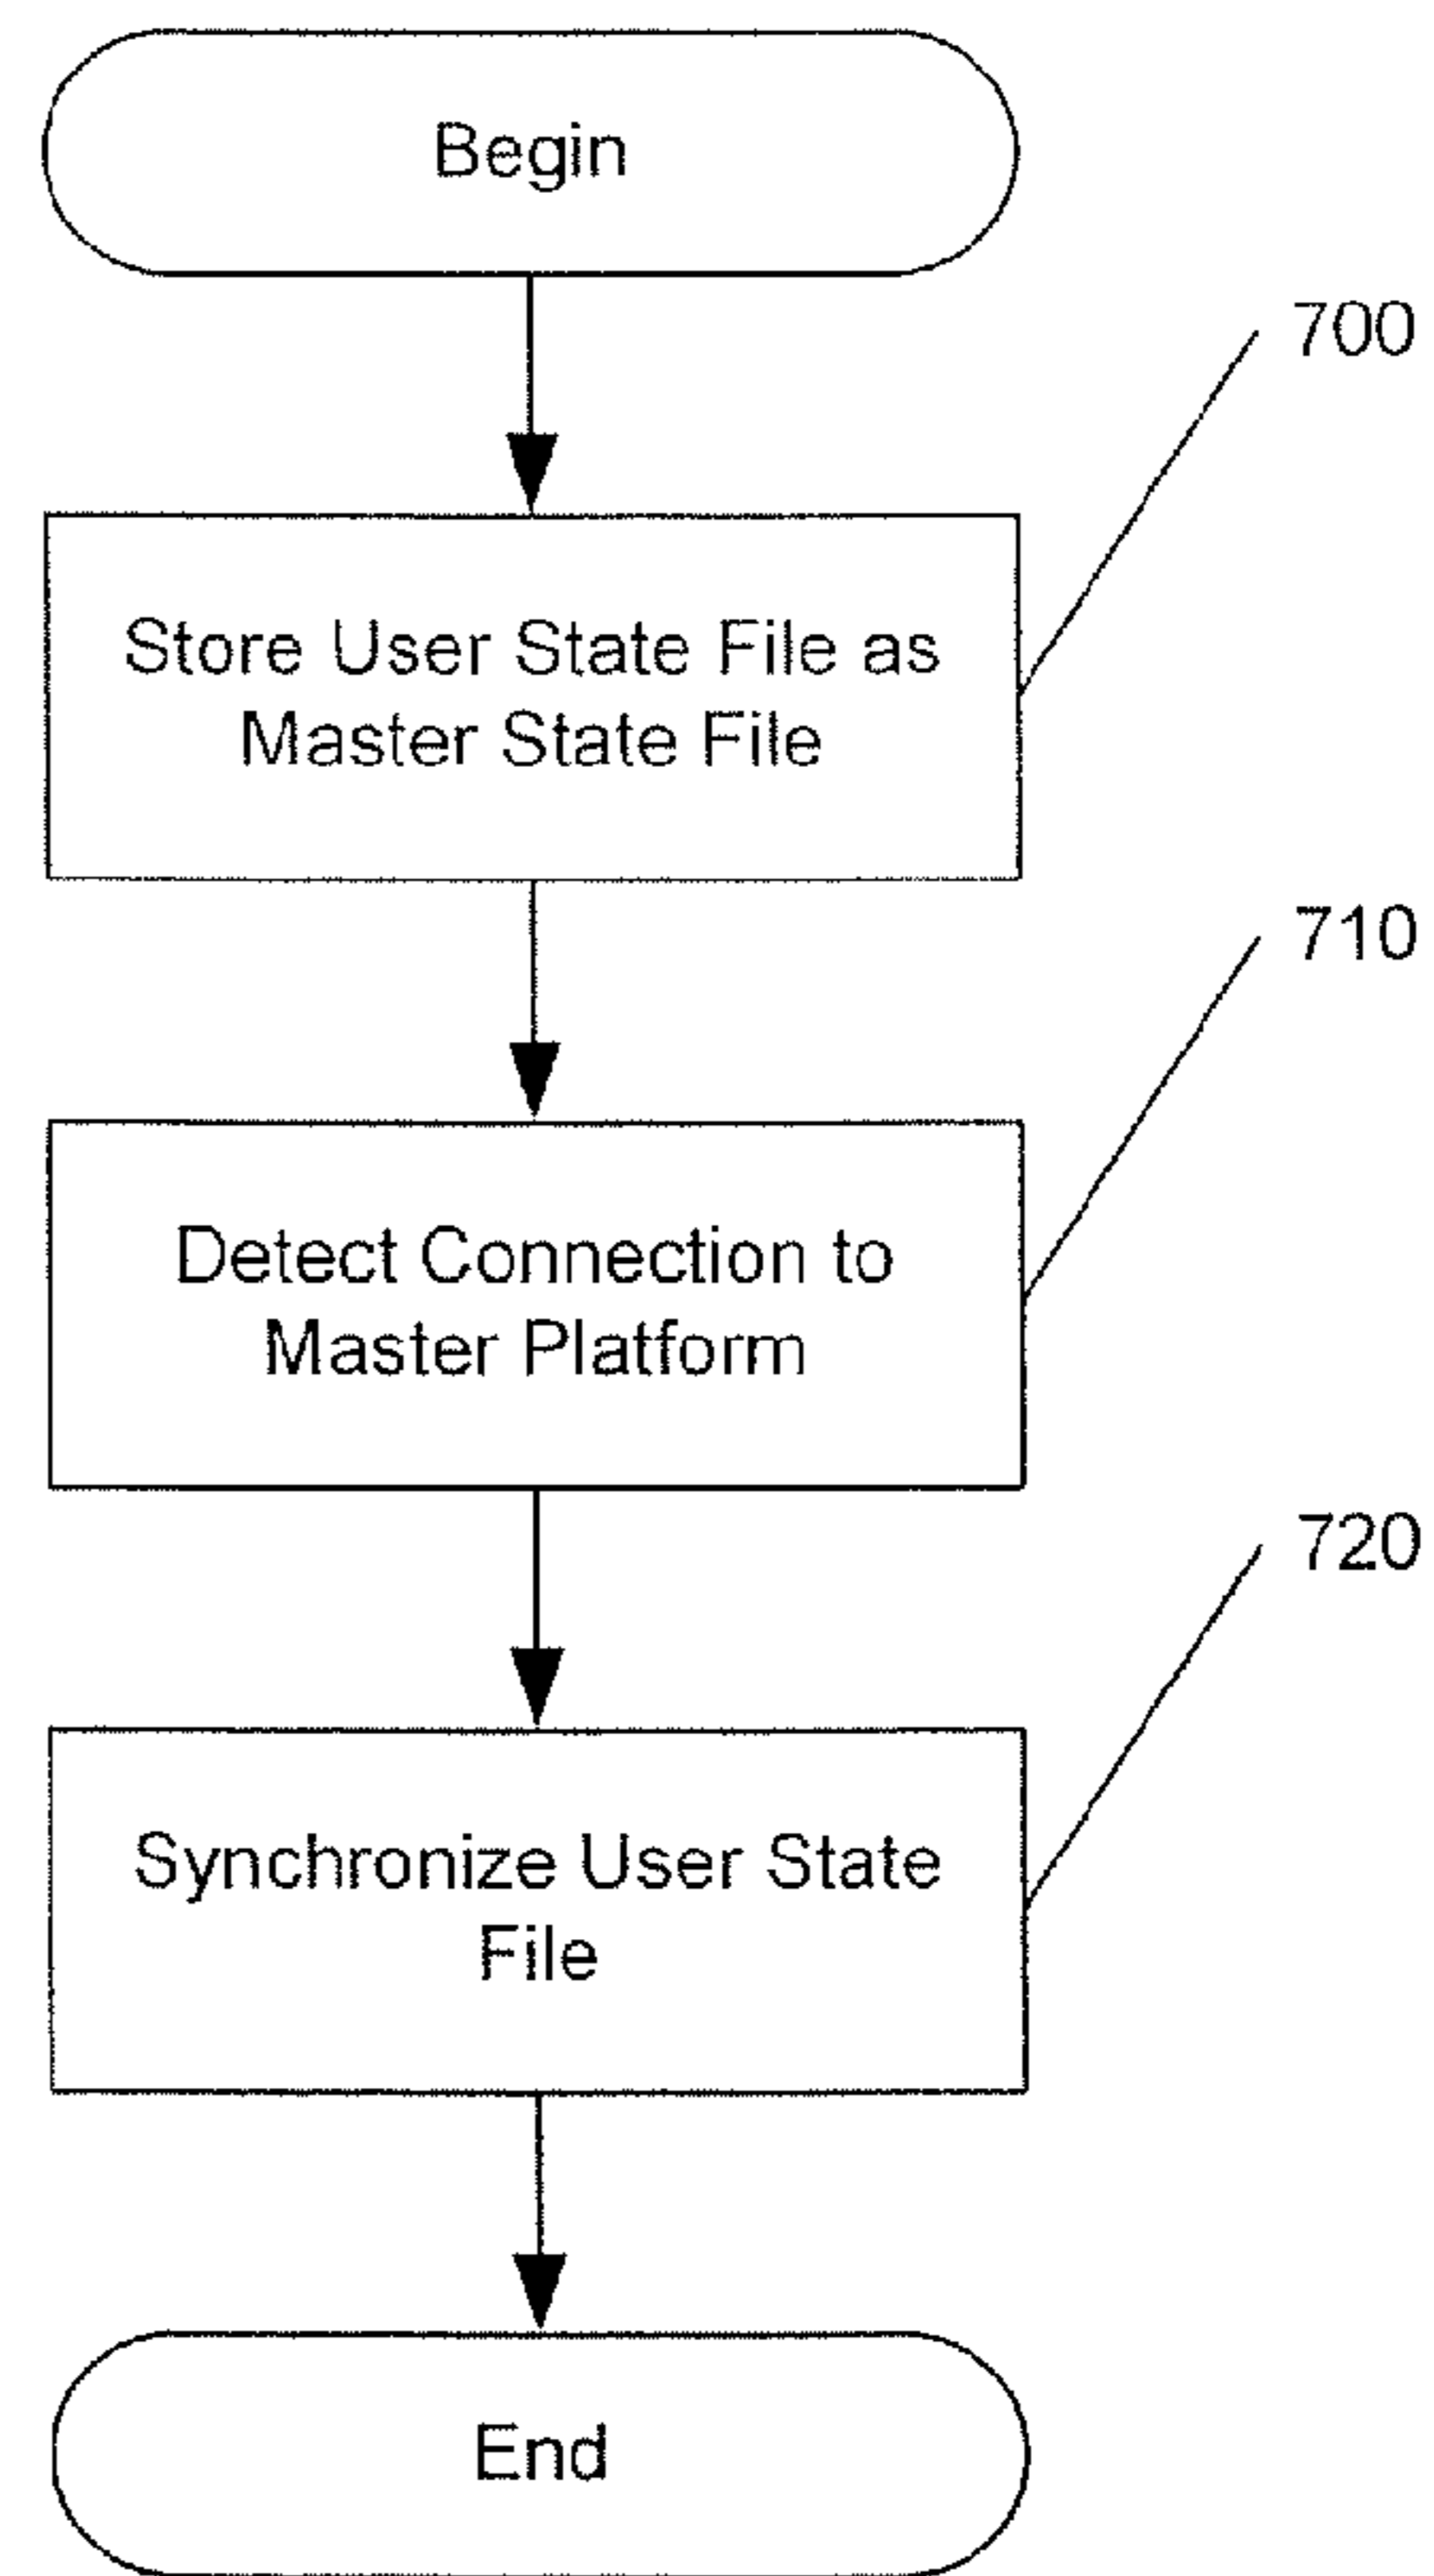 Begin
700
Store User State File as
Master State File
710
Detect Connection to
Master Platform
720
Synchronize User State
File
End